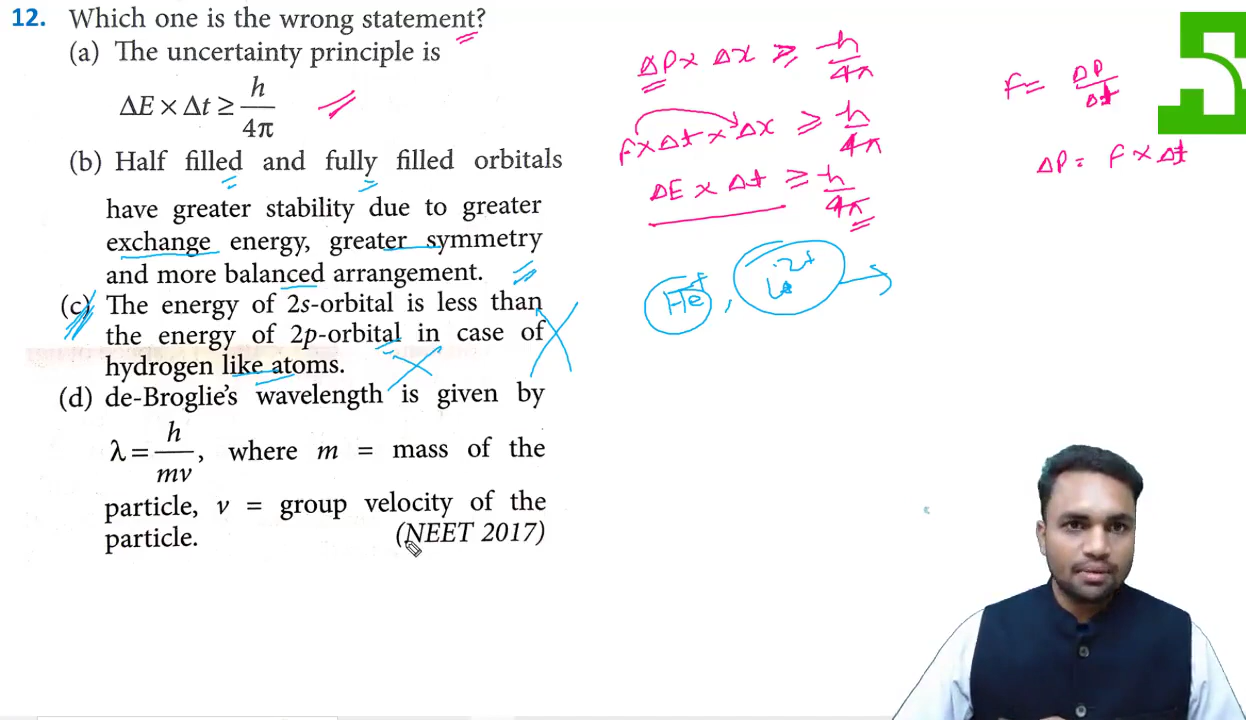 12. Which one is the wrong statement?
(a) The uncertainty principle is
ΔE × Δt ≥ h/4π
(b) Half filled and fully filled orbitals
have greater stability due to greater
exchange energy, greater symmetry
and more balanced arrangement.
(c) The energy of 2s-orbital is less than
the energy of 2p-orbital in case of
hydrogen like atoms.
(d) de-Broglie's wavelength is given by
λ = h/mv, where m = mass of the
particle, v = group velocity of the
particle. (NEET 2017)
ΔP × Δx ≥ h/4π
F × Δt × Δx ≥ h/4π
ΔE × Δt ≥ h/4π
He⁺, Li²⁺
F = ΔP/Δt
ΔP = F × Δt
S